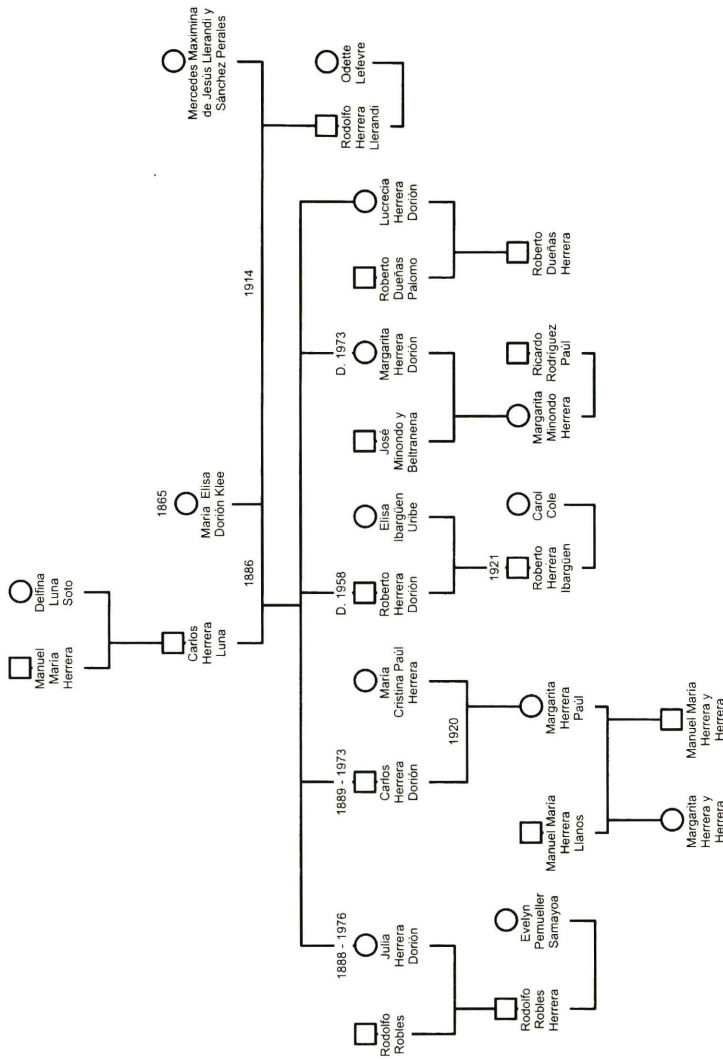 Manuel
María
Herrera
Delfina
Luna
Soto
Carlos
Herrera
Luna
1886
1865
María Elisa
Dorión Klee
1914
Mercedes Maximina
de Jesús Llerandi y
Sánchez Perales
Rodolfo
Herrera
Llerandi
Odette
Lefevre
1888 - 1976
Rodolfo
Robles
Julia
Herrera
Dorión
1889 - 1973
Carlos
Herrera
Dorión
María
Cristina Paúl
Herrera
D. 1958
Roberto
Herrera
Dorión
Elisa
Ibargüen
Uribe
D. 1973
José
Minondo y
Beltranena
Margarita
Herrera
Dorión
Roberto
Dueñas
Palomo
Lucrecia
Herrera
Dorión
Rodolfo
Robles
Herrera
Evelyn
Pemueller
Samayoa
1920
Manuel María
Herrera
Llanos
Margarita
Herrera
Paúl
1921
Roberto
Herrera
Ibargüen
Carol
Cole
Margarita
Minondo
Herrera
Ricardo
Rodríguez
Paúl
Roberto
Dueñas
Herrera
Margarita
Herrera y
Herrera
Manuel María
Herrera y
Herrera